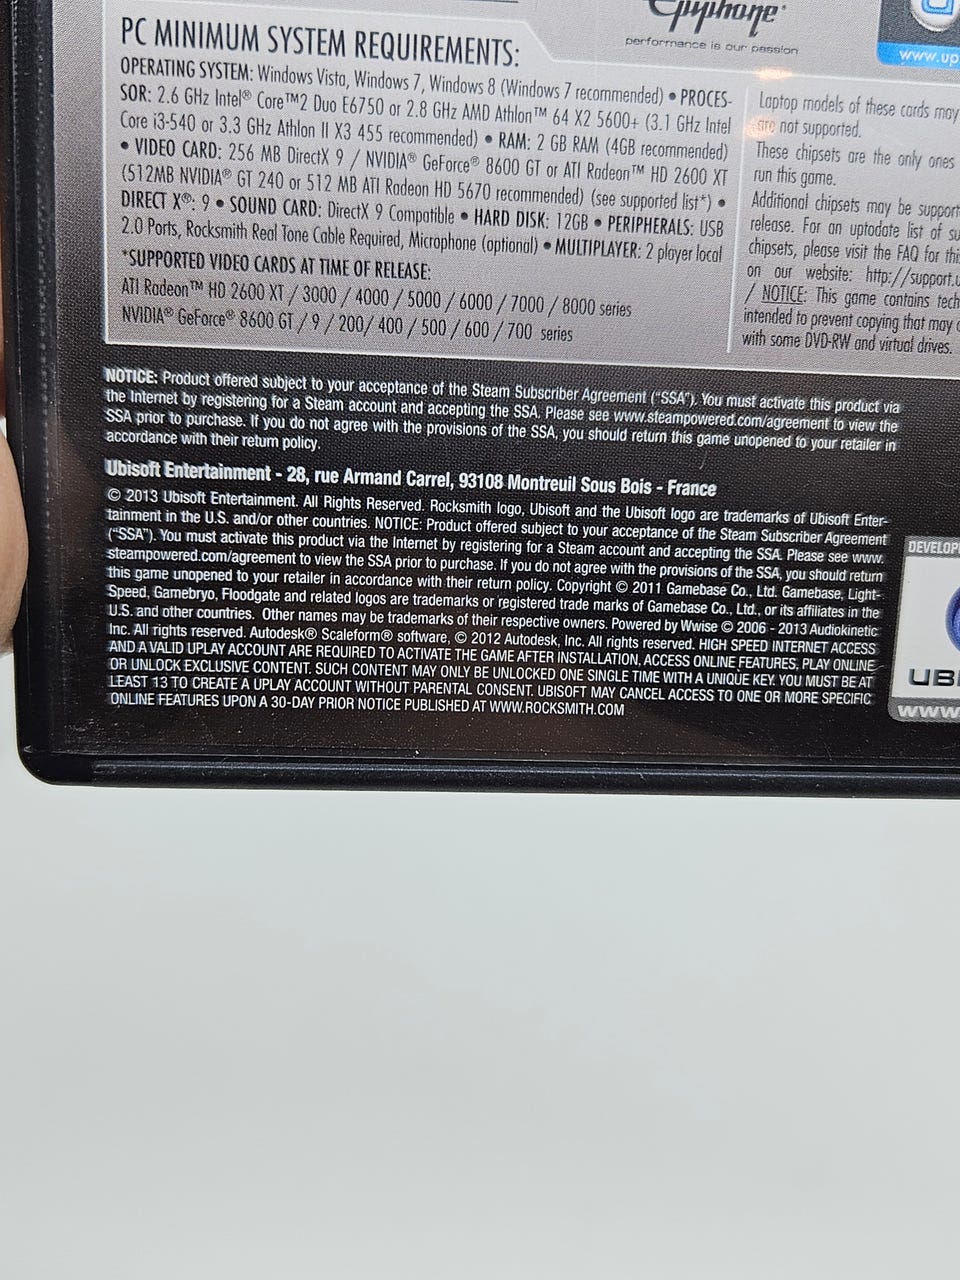 Epiphone®
performance is our passion
www.up
PC MINIMUM SYSTEM REQUIREMENTS:
OPERATING SYSTEM: Windows Vista, Windows 7, Windows 8 (Windows 7 recommended) • PROCES-
SOR: 2.6 GHz Intel® Core™2 Duo E6750 or 2.8 GHz AMD Athlon™ 64 X2 5600+ (3.1 GHz Intel
Core i3-540 or 3.3 GHz Athlon II X3 455 recommended) • RAM: 2 GB RAM (4GB recommended)
• VIDEO CARD: 256 MB DirectX 9 / NVIDIA® GeForce® 8600 GT or ATI Radeon™ HD 2600 XT
(512MB NVIDIA® GT 240 or 512 MB ATI Radeon HD 5670 recommended) (see supported list*) •
DIRECT X®: 9 • SOUND CARD: DirectX 9 Compatible • HARD DISK: 12GB • PERIPHERALS: USB
2.0 Ports, Rocksmith Real Tone Cable Required, Microphone (optional) • MULTIPLAYER: 2 player local
*SUPPORTED VIDEO CARDS AT TIME OF RELEASE:
ATI Radeon™ HD 2600 XT / 3000 / 4000 / 5000 / 6000 / 7000 / 8000 series
NVIDIA® GeForce® 8600 GT / 9 / 200/ 400 / 500 / 600 / 700 series
Laptop models of these cards may
are not supported.
These chipsets are the only ones
run this game.
Additional chipsets may be support
release. For an uptodate list of su
chipsets, please visit the FAQ for thi
on our website: http://support.u
/ NOTICE: This game contains tech
intended to prevent copying that may c
with some DVD-RW and virtual drives.
NOTICE: Product offered subject to your acceptance of the Steam Subscriber Agreement ("SSA"). You must activate this product via
the Internet by registering for a Steam account and accepting the SSA. Please see www.steampowered.com/agreement to view the
SSA prior to purchase. If you do not agree with the provisions of the SSA, you should return this game unopened to your retailer in
accordance with their return policy.
Ubisoft Entertainment - 28, rue Armand Carrel, 93108 Montreuil Sous Bois - France
© 2013 Ubisoft Entertainment. All Rights Reserved. Rocksmith logo, Ubisoft and the Ubisoft logo are trademarks of Ubisoft Enter-
tainment in the U.S. and/or other countries. NOTICE: Product offered subject to your acceptance of the Steam Subscriber Agreement
("SSA"). You must activate this product via the Internet by registering for a Steam account and accepting the SSA. Please see www.
steampowered.com/agreement to view the SSA prior to purchase. If you do not agree with the provisions of the SSA, you should return
this game unopened to your retailer in accordance with their return policy. Copyright © 2011 Gamebase Co., Ltd. Gamebase, Light-
Speed, Gamebryo, Floodgate and related logos are trademarks or registered trade marks of Gamebase Co., Ltd., or its affiliates in the
U.S. and other countries. Other names may be trademarks of their respective owners. Powered by Wwise © 2006 - 2013 Audiokinetic
Inc. All rights reserved. Autodesk® Scaleform® software, © 2012 Autodesk, Inc. All rights reserved. HIGH SPEED INTERNET ACCESS
AND A VALID UPLAY ACCOUNT ARE REQUIRED TO ACTIVATE THE GAME AFTER INSTALLATION, ACCESS ONLINE FEATURES, PLAY ONLINE
OR UNLOCK EXCLUSIVE CONTENT. SUCH CONTENT MAY ONLY BE UNLOCKED ONE SINGLE TIME WITH A UNIQUE KEY. YOU MUST BE AT
LEAST 13 TO CREATE A UPLAY ACCOUNT WITHOUT PARENTAL CONSENT. UBISOFT MAY CANCEL ACCESS TO ONE OR MORE SPECIFIC
ONLINE FEATURES UPON A 30-DAY PRIOR NOTICE PUBLISHED AT WWW.ROCKSMITH.COM
DEVELOP
UBI
www